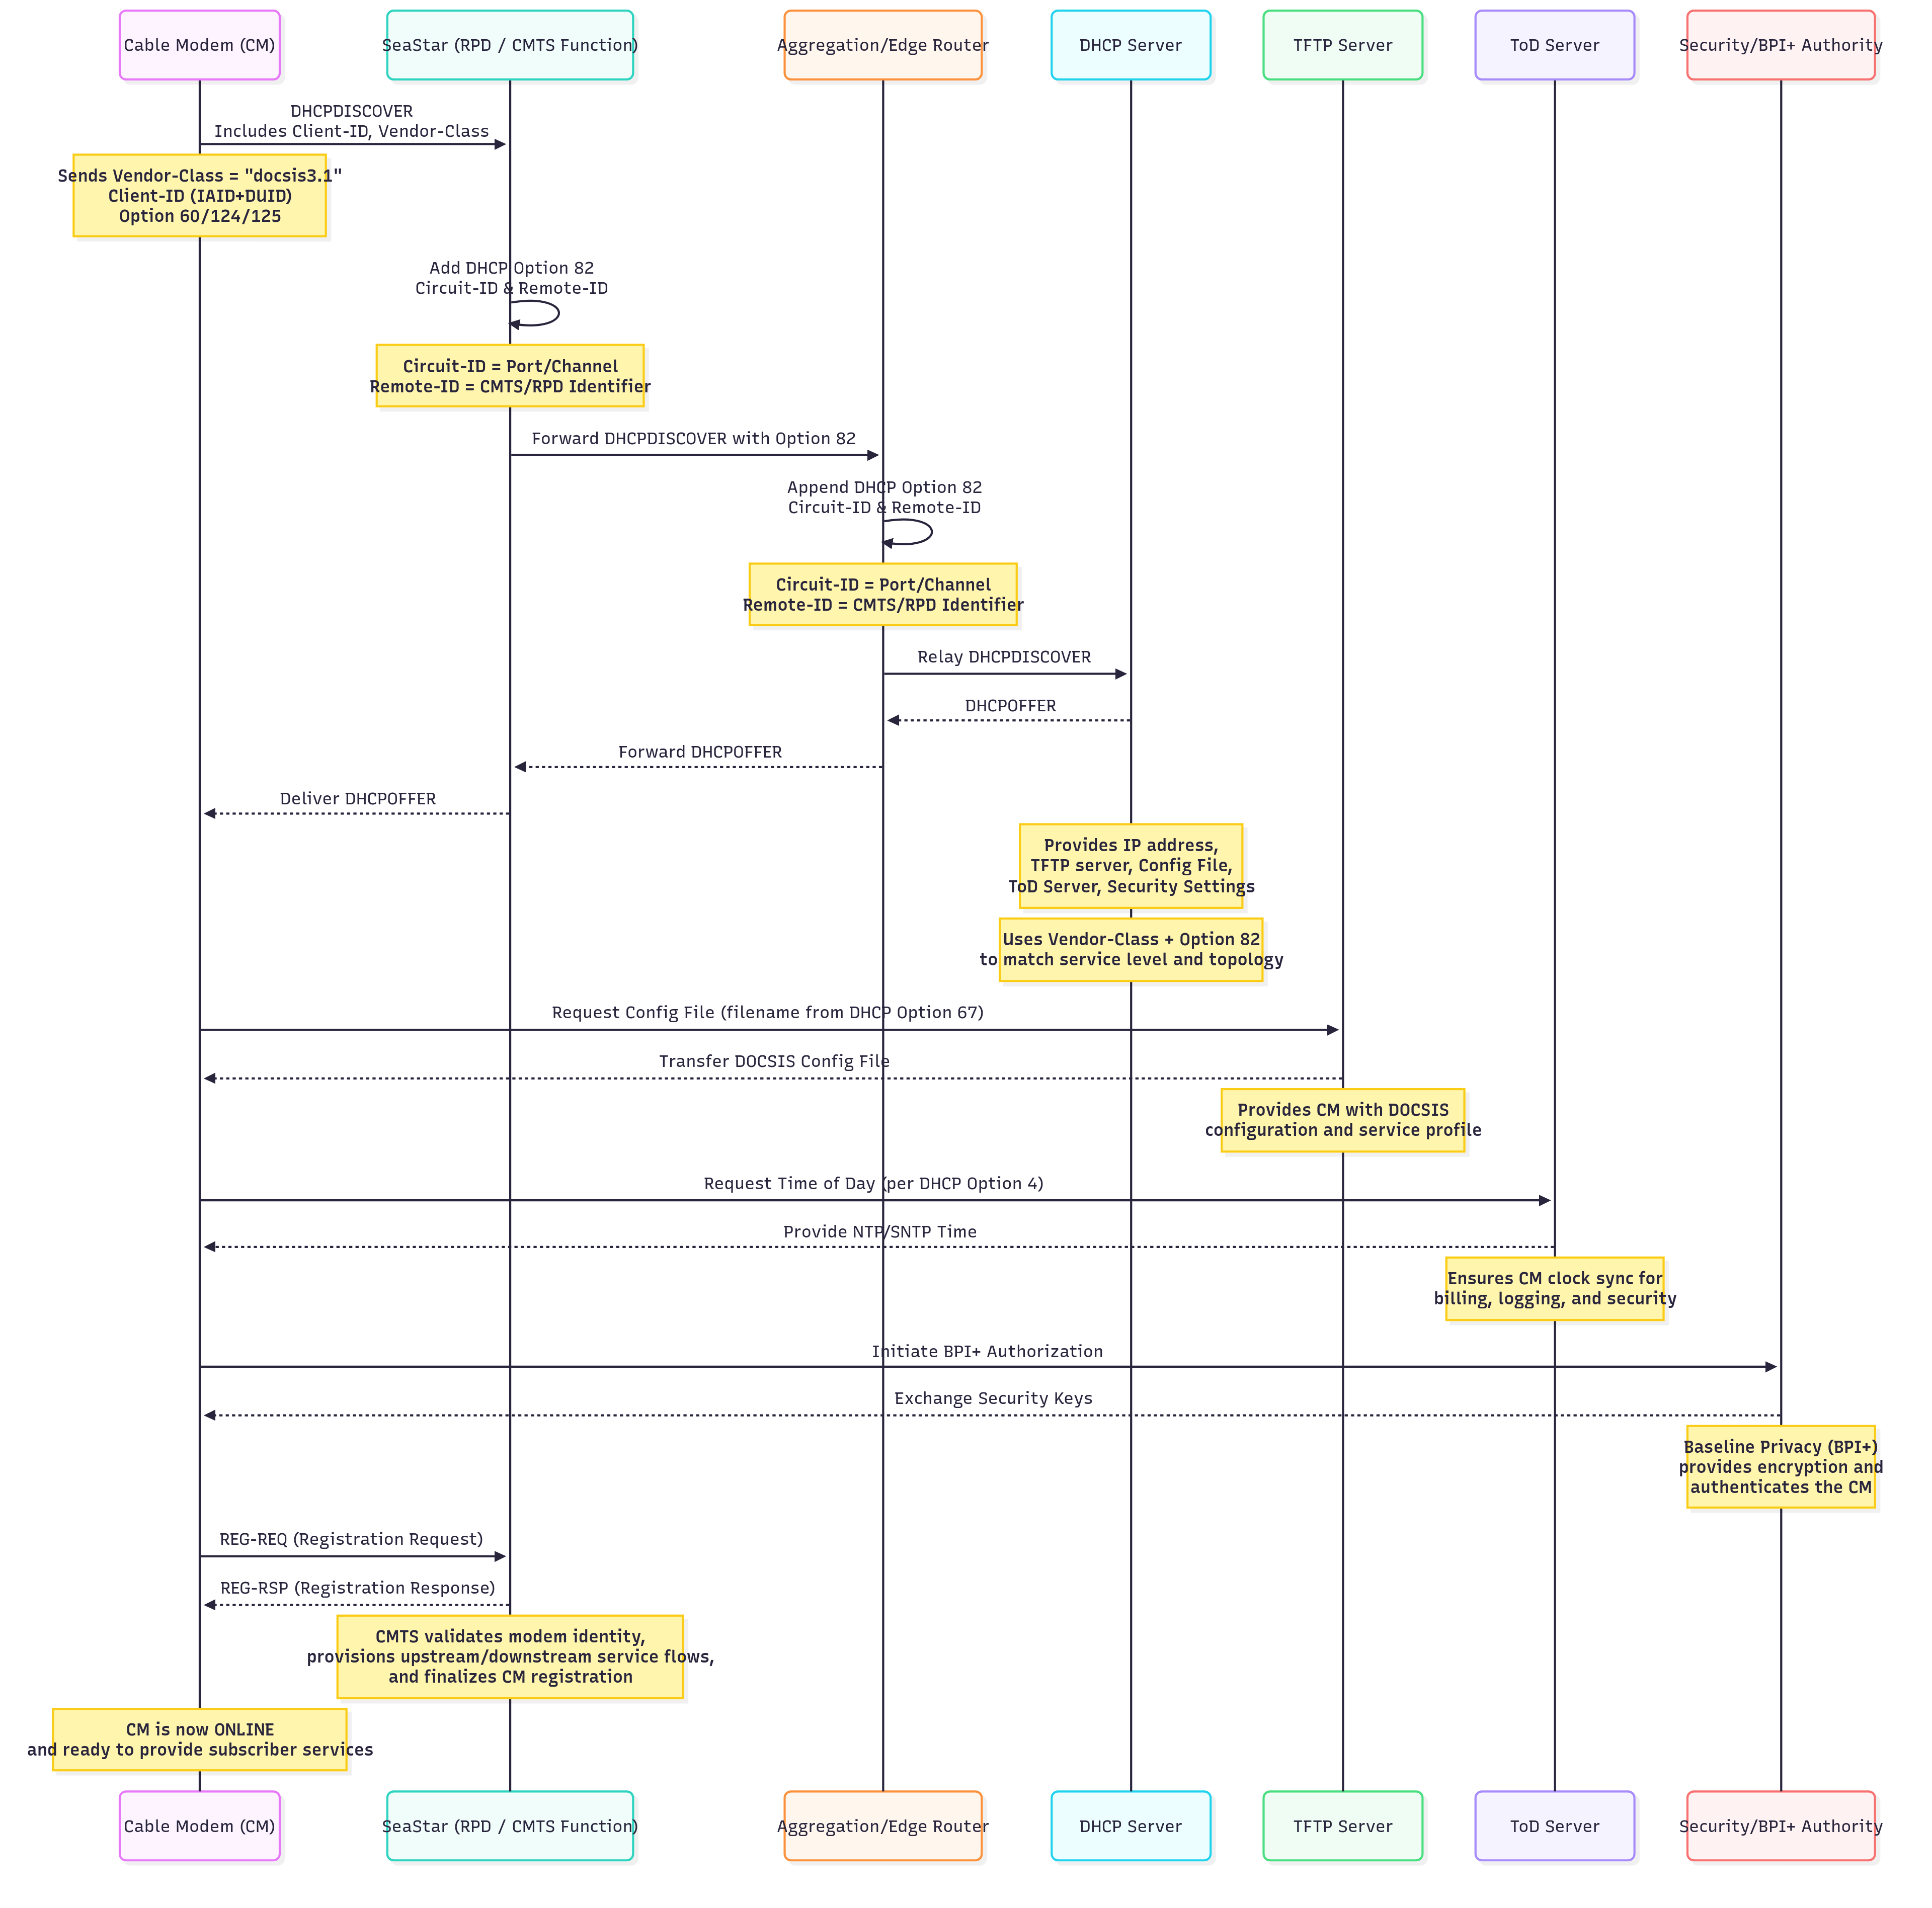 Cable Modem (CM)
SeaStar (RPD / CMTS Function)
Aggregation/Edge Router
DHCP Server
TFTP Server
ToD Server
Security/BPI+ Authority
DHCPDISCOVER
Includes Client-ID, Vendor-Class
Sends Vendor-Class = "docsis3.1"
Client-ID (IAID+DUID)
Option 60/124/125
Add DHCP Option 82
Circuit-ID & Remote-ID
Circuit-ID = Port/Channel
Remote-ID = CMTS/RPD Identifier
Forward DHCPDISCOVER with Option 82
Append DHCP Option 82
Circuit-ID & Remote-ID
Circuit-ID = Port/Channel
Remote-ID = CMTS/RPD Identifier
Relay DHCPDISCOVER
DHCPOFFER
Forward DHCPOFFER
Deliver DHCPOFFER
Provides IP address,
TFTP server, Config File,
ToD Server, Security Settings
Uses Vendor-Class + Option 82
to match service level and topology
Request Config File (filename from DHCP Option 67)
Transfer DOCSIS Config File
Provides CM with DOCSIS
configuration and service profile
Request Time of Day (per DHCP Option 4)
Provide NTP/SNTP Time
Ensures CM clock sync for
billing, logging, and security
Initiate BPI+ Authorization
Exchange Security Keys
Baseline Privacy (BPI+)
provides encryption and
authenticates the CM
REG-REQ (Registration Request)
REG-RSP (Registration Response)
CMTS validates modem identity,
provisions upstream/downstream service flows,
and finalizes CM registration
CM is now ONLINE
and ready to provide subscriber services
Cable Modem (CM)
SeaStar (RPD / CMTS Function)
Aggregation/Edge Router
DHCP Server
TFTP Server
ToD Server
Security/BPI+ Authority